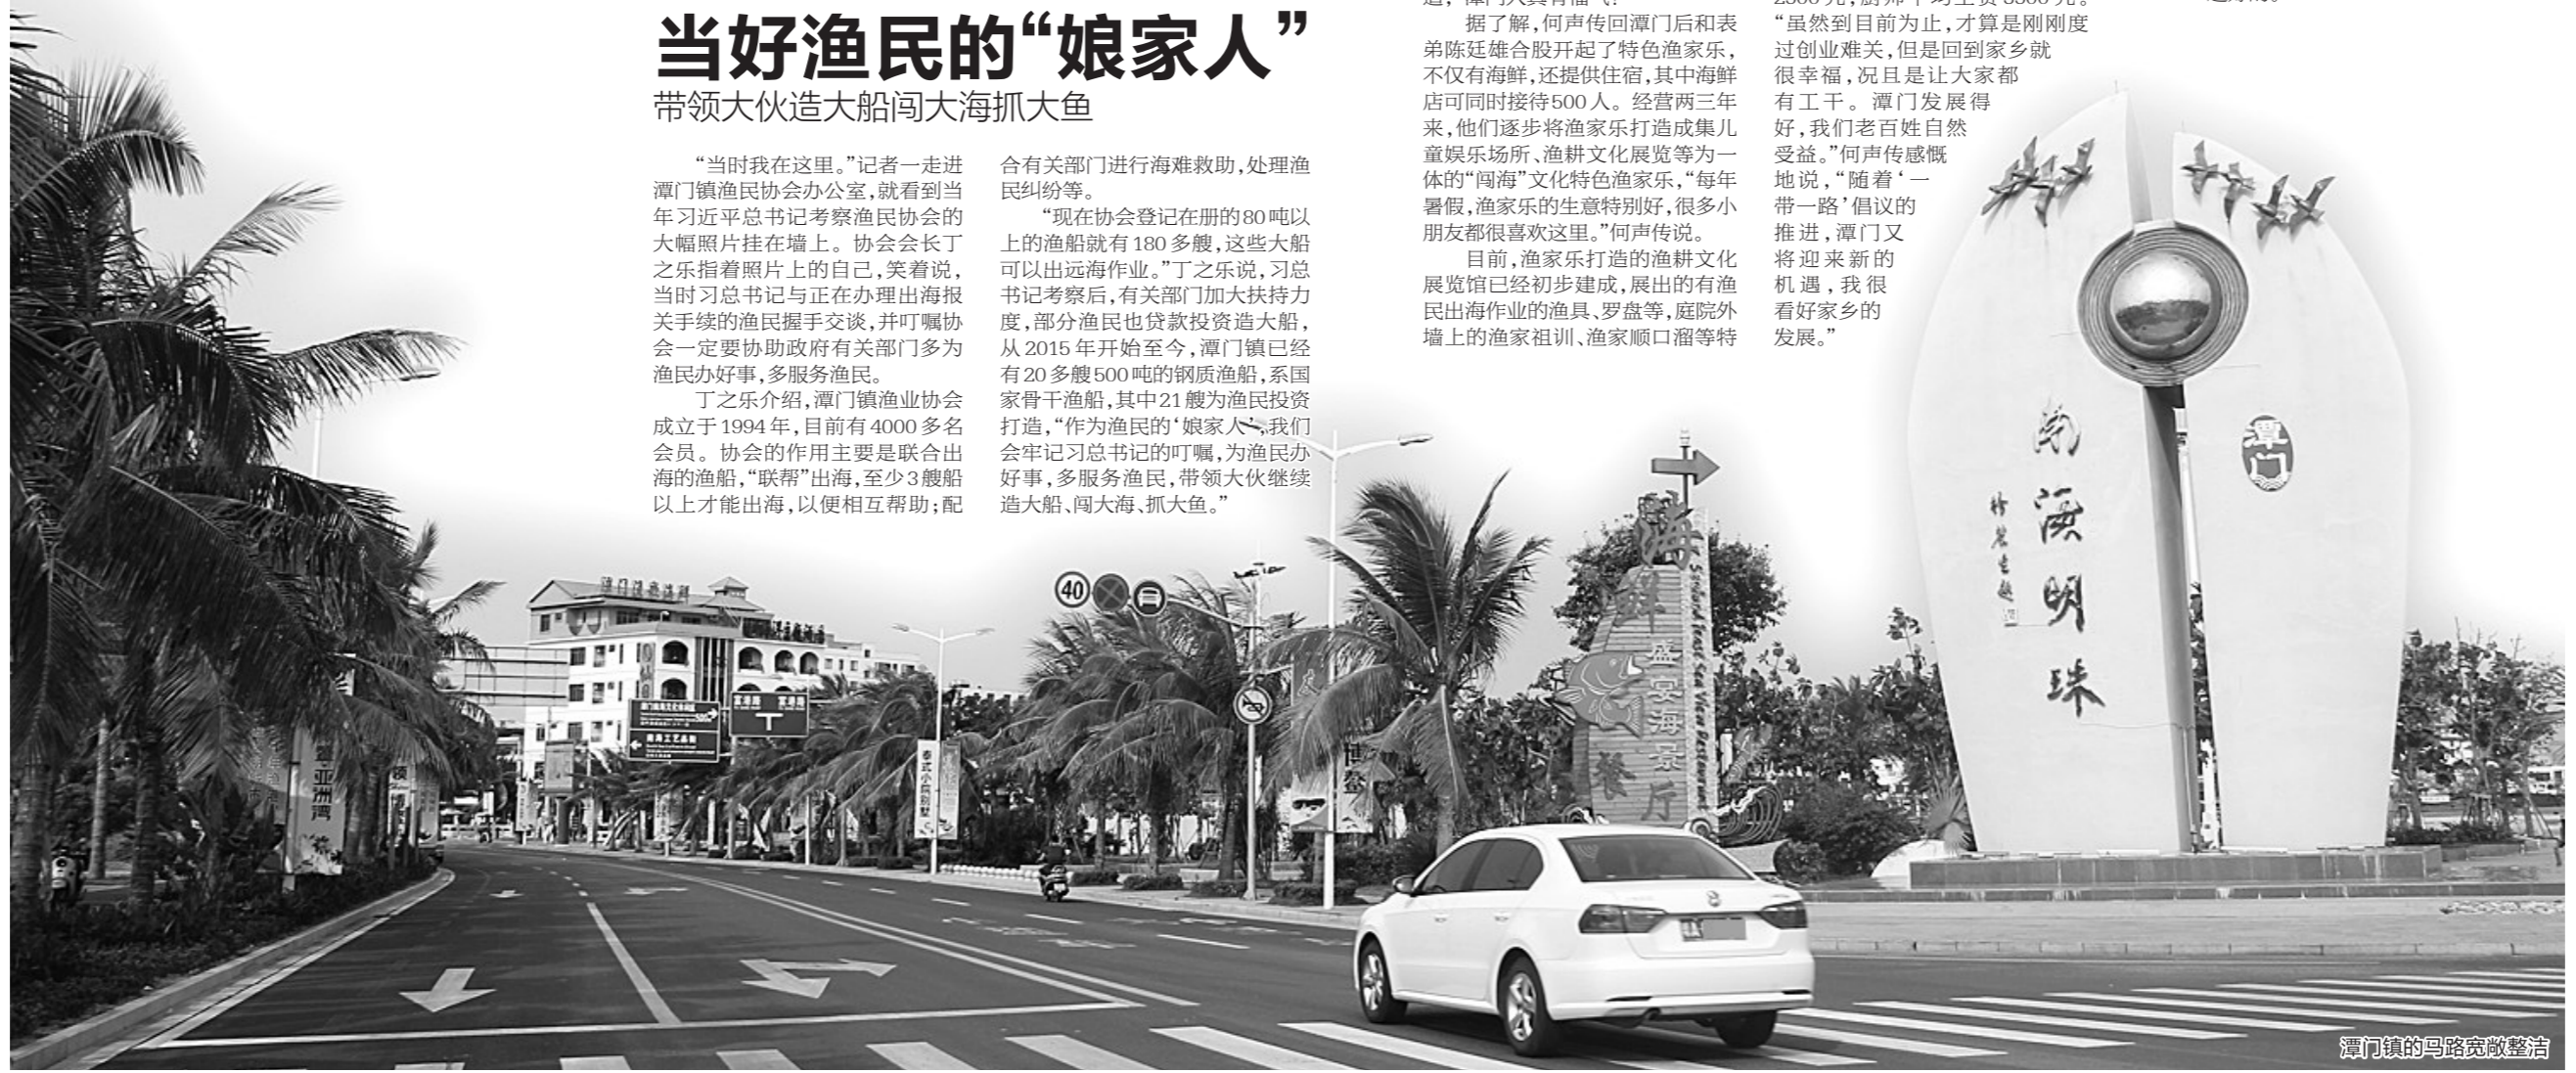 当好渔民的“娘家人”
带领大伙造大船闯大海抓大鱼
“当时我在这里。”记者一走进
潭门镇渔民协会办公室,就看到当
年习近平总书记考察渔民协会的
大幅照片挂在墙上。协会会长丁
之乐指着照片上的自己,笑着说,
当时习总书记与正在办理出海报
关手续的渔民握手交谈,并叮嘱协
会一定要协助政府有关部门多为
渔民办好事,多服务渔民。
丁之乐介绍,潭门镇渔业协会
成立于1994年,目前有4000多名
会员。协会的作用主要是联合出
海的渔船,“联帮”出海,至少3艘船
以上才能出海,以便相互帮助;配
合有关部门进行海难救助,处理渔
民纠纷等。
“现在协会登记在册的80吨以
上的渔船就有180多艘,这些大船
可以出远海作业。”丁之乐说,习总
书记考察后,有关部门加大扶持力
度,部分渔民也贷款投资造大船,
从2015年开始至今,潭门镇已经
有20多艘500吨的钢质渔船,系国
家骨干渔船,其中21艘为渔民投资
打造,“作为渔民的‘娘家人’,我们
会牢记习总书记的叮嘱,为渔民办
好事,多服务渔民,带领大伙继续
造大船、闯大海、抓大鱼。”
据了解,何声传回潭门后和表
弟陈廷雄合股开起了特色渔家乐,
不仅有海鲜,还提供住宿,其中海鲜
店可同时接待500人。经营两三年
来,他们逐步将渔家乐打造成集儿
童娱乐场所、渔耕文化展览等为一
体的“闯海”文化特色渔家乐,“每年
暑假,渔家乐的生意特别好,很多小
朋友都很喜欢这里。”何声传说。
目前,渔家乐打造的渔耕文化
展览馆已经初步建成,展出的有渔
民出海作业的渔具、罗盘等,庭院外
墙上的渔家祖训、渔家顺口溜等特
“虽然到目前为止,才算是刚刚度
过创业难关,但是回到家乡就
很幸福,况且是让大家都
有工干。潭门发展得
好,我们老百姓自然
受益。”何声传感慨
地说,“随着‘一
带一路’倡议的
推进,潭门又
将迎来新的
机遇,我很
看好家乡的
发展。”
南海明珠
潭门
40
海鲜餐厅
盛宴海景厅
Seafood Feast Sea View Restaurant
富港路 富港路
南海工艺品街
泰式小院别墅
亚洲湾
博鳌
潭门镇的马路宽敞整洁